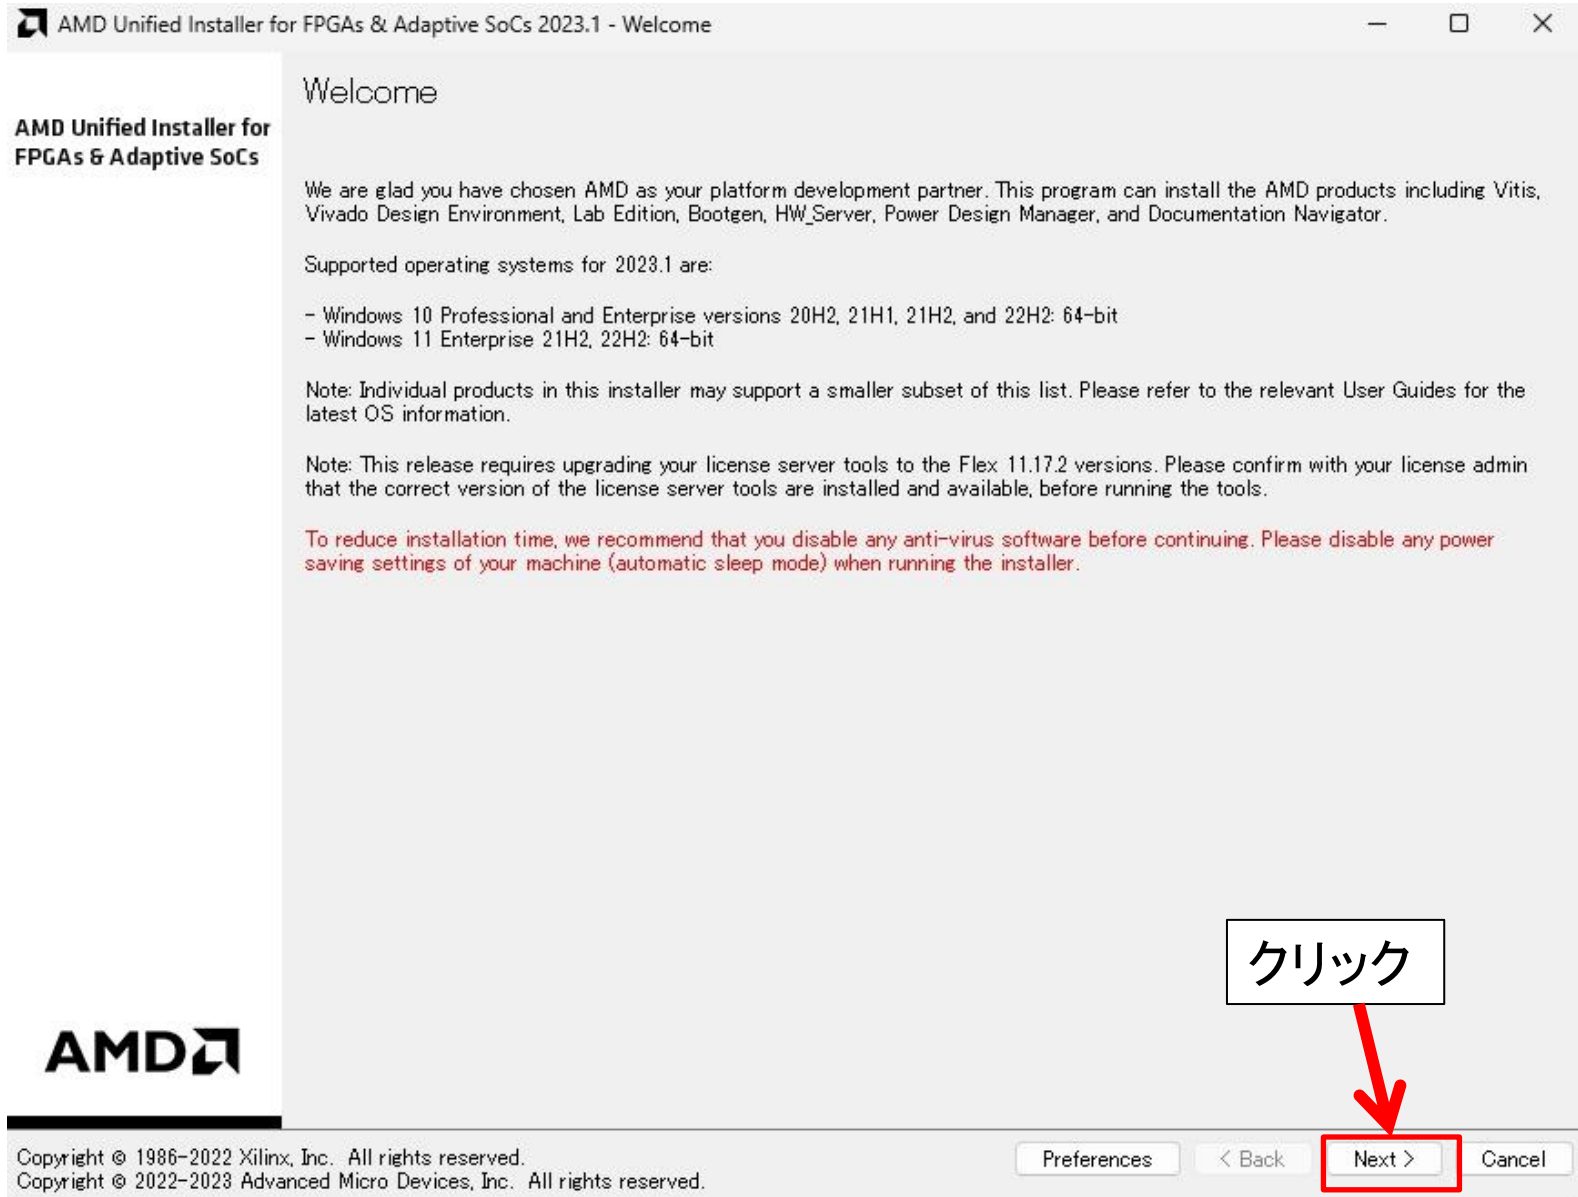 AMD Unified Installer for FPGAs & Adaptive SoCs 2023.1 - Welcome
AMD Unified Installer for
FPGAs & Adaptive SoCs
Welcome
We are glad you have chosen AMD as your platform development partner. This program can install the AMD products including Vitis,
Vivado Design Environment, Lab Edition, Bootgen, HW_Server, Power Design Manager, and Documentation Navigator.
Supported operating systems for 2023.1 are:
- Windows 10 Professional and Enterprise versions 20H2, 21H1, 21H2, and 22H2: 64-bit
- Windows 11 Enterprise 21H2, 22H2: 64-bit
Note: Individual products in this installer may support a smaller subset of this list. Please refer to the relevant User Guides for the
latest OS information.
Note: This release requires upgrading your license server tools to the Flex 11.17.2 versions. Please confirm with your license admin
that the correct version of the license server tools are installed and available, before running the tools.
To reduce installation time, we recommend that you disable any anti-virus software before continuing. Please disable any power
saving settings of your machine (automatic sleep mode) when running the installer.
クリック
AMD
Copyright © 1986-2022 Xilinx, Inc. All rights reserved.
Copyright © 2022-2023 Advanced Micro Devices, Inc. All rights reserved.
Preferences
< Back
Next >
Cancel